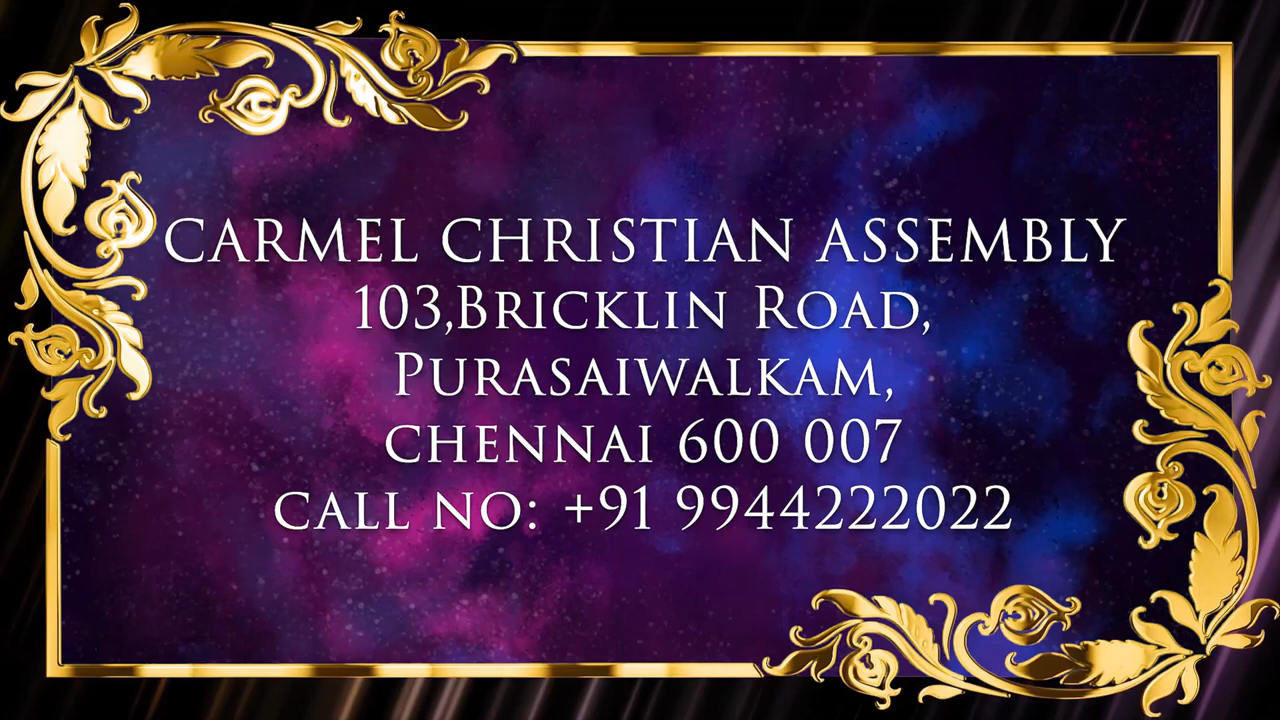 CARMEL CHRISTIAN ASSEMBLY
103,BRICKLIN ROAD,
PURASAIWALKAM,
CHENNAI 600 007
CALL NO: +91 9944222022